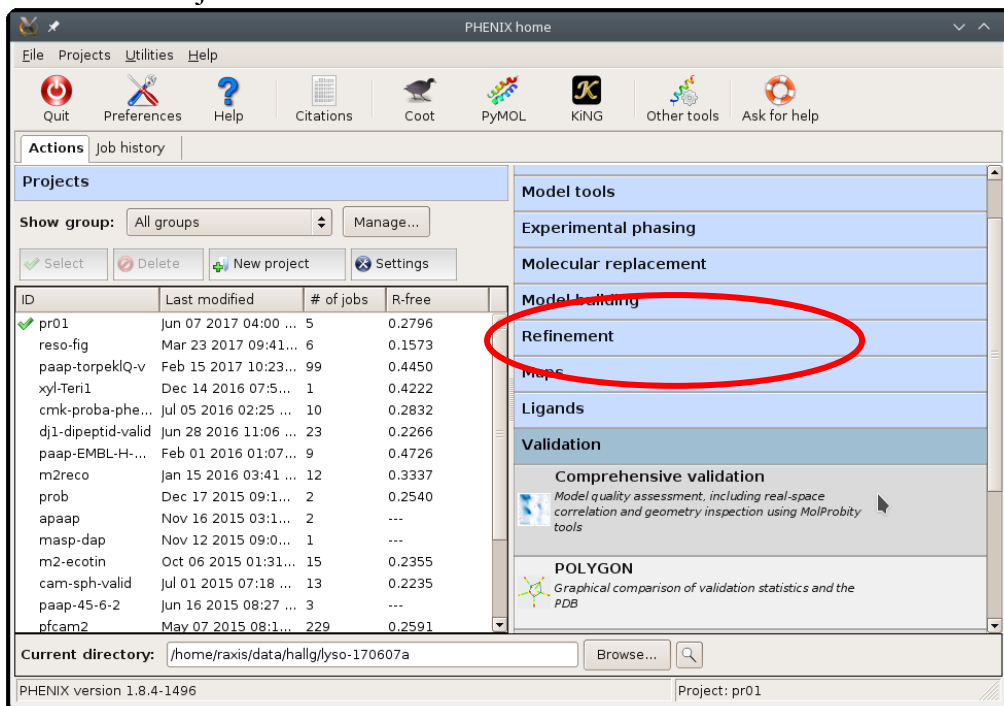 PHENIX home
File Projects Utilities Help
Quit Preferences Help Citations Coot PyMOL KiNG Other tools Ask for help
Actions Job history
Projects
Show group: All groups Manage...
Select Delete New project Settings
ID Last modified # of jobs R-free
pr01 Jun 07 2017 04:00 ... 5 0.2796
reso-fig Mar 23 2017 09:41... 6 0.1573
paap-torpeklQ-v Feb 15 2017 10:23... 99 0.4450
xyl-Teri1 Dec 14 2016 07:5... 1 0.4222
cmk-proba-phe... Jul 05 2016 02:25 ... 10 0.2832
dj1-dipeptid-valid Jun 28 2016 11:06 ... 23 0.2266
paap-EMBL-H-... Feb 01 2016 01:07... 9 0.4726
m2reco Jan 15 2016 03:41 ... 12 0.3337
prob Dec 17 2015 09:1... 2 0.2540
apaap Nov 16 2015 03:1... 2 ---
masp-dap Nov 12 2015 09:0... 1 ---
m2-ecotin Oct 06 2015 01:31... 15 0.2355
cam-sph-valid Jul 01 2015 07:18 ... 13 0.2235
paap-45-6-2 Jun 16 2015 08:27 ... 3 ---
pfcam2 May 07 2015 08:1... 229 0.2591
Model tools
Experimental phasing
Molecular replacement
Model building
Refinement
Maps
Ligands
Validation
Comprehensive validation
Model quality assessment, including real-space
correlation and geometry inspection using MolProbity
tools
POLYGON
Graphical comparison of validation statistics and the
PDB
Current directory: /home/raxis/data/hallg/lyso-170607a Browse...
PHENIX version 1.8.4-1496 Project: pr01